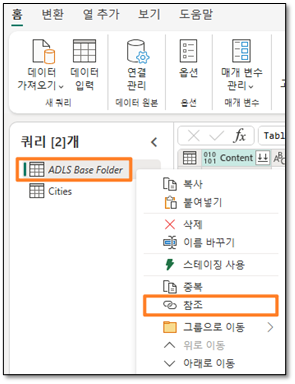 홈 변환 열 추가 보기 도움말
데이터 가져오기 데이터 입력 연결 관리 옵션 매개 변수 관리
새 쿼리 데이터 원본 옵션 매개 변수
쿼리 [2]개
fx Tab1
ADLS Base Folder
010 101 Content
Cities
복사
붙여넣기
삭제
이름 바꾸기
스테이징 사용
중복
참조
그룹으로 이동
위로 이동
아래로 이동